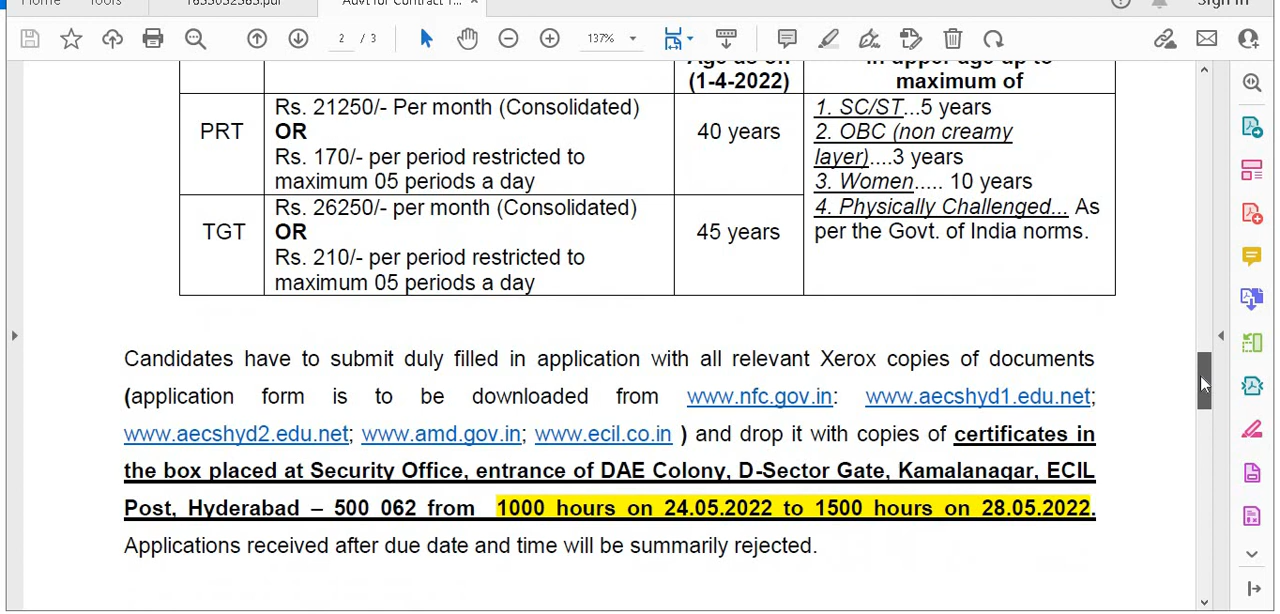 Home Tools
Advt for Contract T...
Sign In
2 / 3
137%
Age as on
(1-4-2022)
in upper age up to
maximum of
PRT
Rs. 21250/- Per month (Consolidated)
OR
Rs. 170/- per period restricted to
maximum 05 periods a day
40 years
1. SC/ST...5 years
2. OBC (non creamy
layer)....3 years
3. Women..... 10 years
4. Physically Challenged... As
per the Govt. of India norms.
TGT
Rs. 26250/- per month (Consolidated)
OR
Rs. 210/- per period restricted to
maximum 05 periods a day
45 years
Candidates have to submit duly filled in application with all relevant Xerox copies of documents
(application form is to be downloaded from www.nfc.gov.in: www.aecshyd1.edu.net;
www.aecshyd2.edu.net; www.amd.gov.in; www.ecil.co.in ) and drop it with copies of certificates in
the box placed at Security Office, entrance of DAE Colony, D-Sector Gate, Kamalanagar, ECIL
Post, Hyderabad – 500 062 from 1000 hours on 24.05.2022 to 1500 hours on 28.05.2022.
Applications received after due date and time will be summarily rejected.